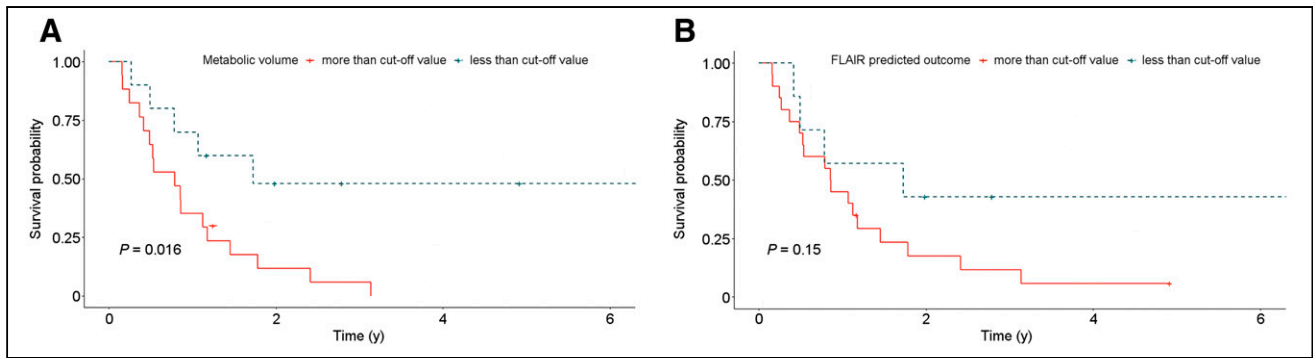 A
Metabolic volume more than cut-off value less than cut-off value
1.00
0.75
0.50
0.25
0
Survival probability
P = 0.016
0 2 4 6
Time (y)
B
FLAIR predicted outcome more than cut-off value less than cut-off value
1.00
0.75
0.50
0.25
0
Survival probability
P = 0.15
0 2 4 6
Time (y)